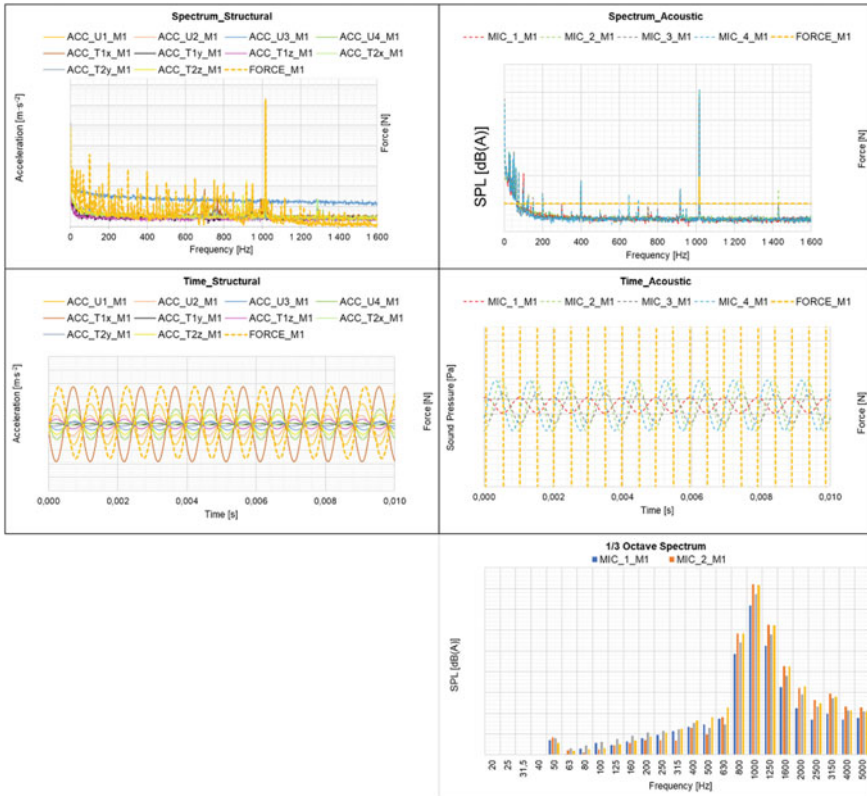 Spectrum_Structural
ACC_U1_M1 ACC_U2_M1 ACC_U3_M1 ACC_U4_M1
ACC_T1x_M1 ACC_T1y_M1 ACC_T1z_M1 ACC_T2x_M1
ACC_T2y_M1 ACC_T2z_M1 FORCE_M1
Acceleration [m·s⁻²]
Force [N]
0 200 400 600 800 1 000 1 200 1 400 1 600
Frequency [Hz]
Spectrum_Acoustic
MIC_1_M1 MIC_2_M1 MIC_3_M1 MIC_4_M1 FORCE_M1
SPL [dB(A)]
Force [N]
0 200 400 600 800 1 000 1 200 1 400 1 600
Frequency [Hz]
Time_Structural
ACC_U1_M1 ACC_U2_M1 ACC_U3_M1 ACC_U4_M1
ACC_T1x_M1 ACC_T1y_M1 ACC_T1z_M1 ACC_T2x_M1
ACC_T2y_M1 ACC_T2z_M1 FORCE_M1
Acceleration [m·s⁻²]
Force [N]
0,000 0,002 0,004 0,006 0,008 0,010
Time [s]
Time_Acoustic
MIC_1_M1 MIC_2_M1 MIC_3_M1 MIC_4_M1 FORCE_M1
Sound Pressure [Pa]
Force [N]
0,000 0,002 0,004 0,006 0,008 0,010
Time [s]
1/3 Octave Spectrum
MIC_1_M1 MIC_2_M1
SPL [dB(A)]
20 25 31.5 40 50 63 80 100 125 160 200 250 315 400 500 630 800 1000 1250 1600 2000 2500 3150 4000 5000
Frequency [Hz]